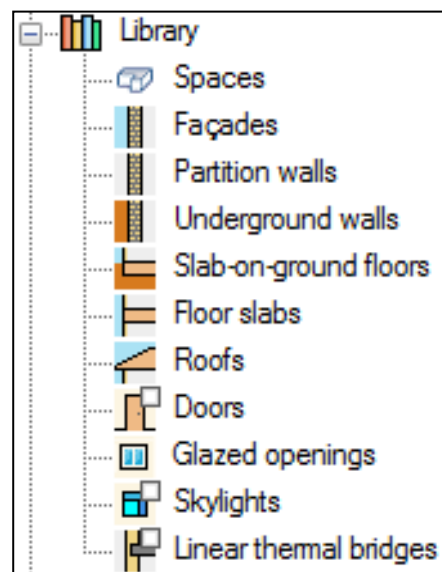 Library
Spaces
Façades
Partition walls
Underground walls
Slab-on-ground floors
Floor slabs
Roofs
Doors
Glazed openings
Skylights
Linear thermal bridges